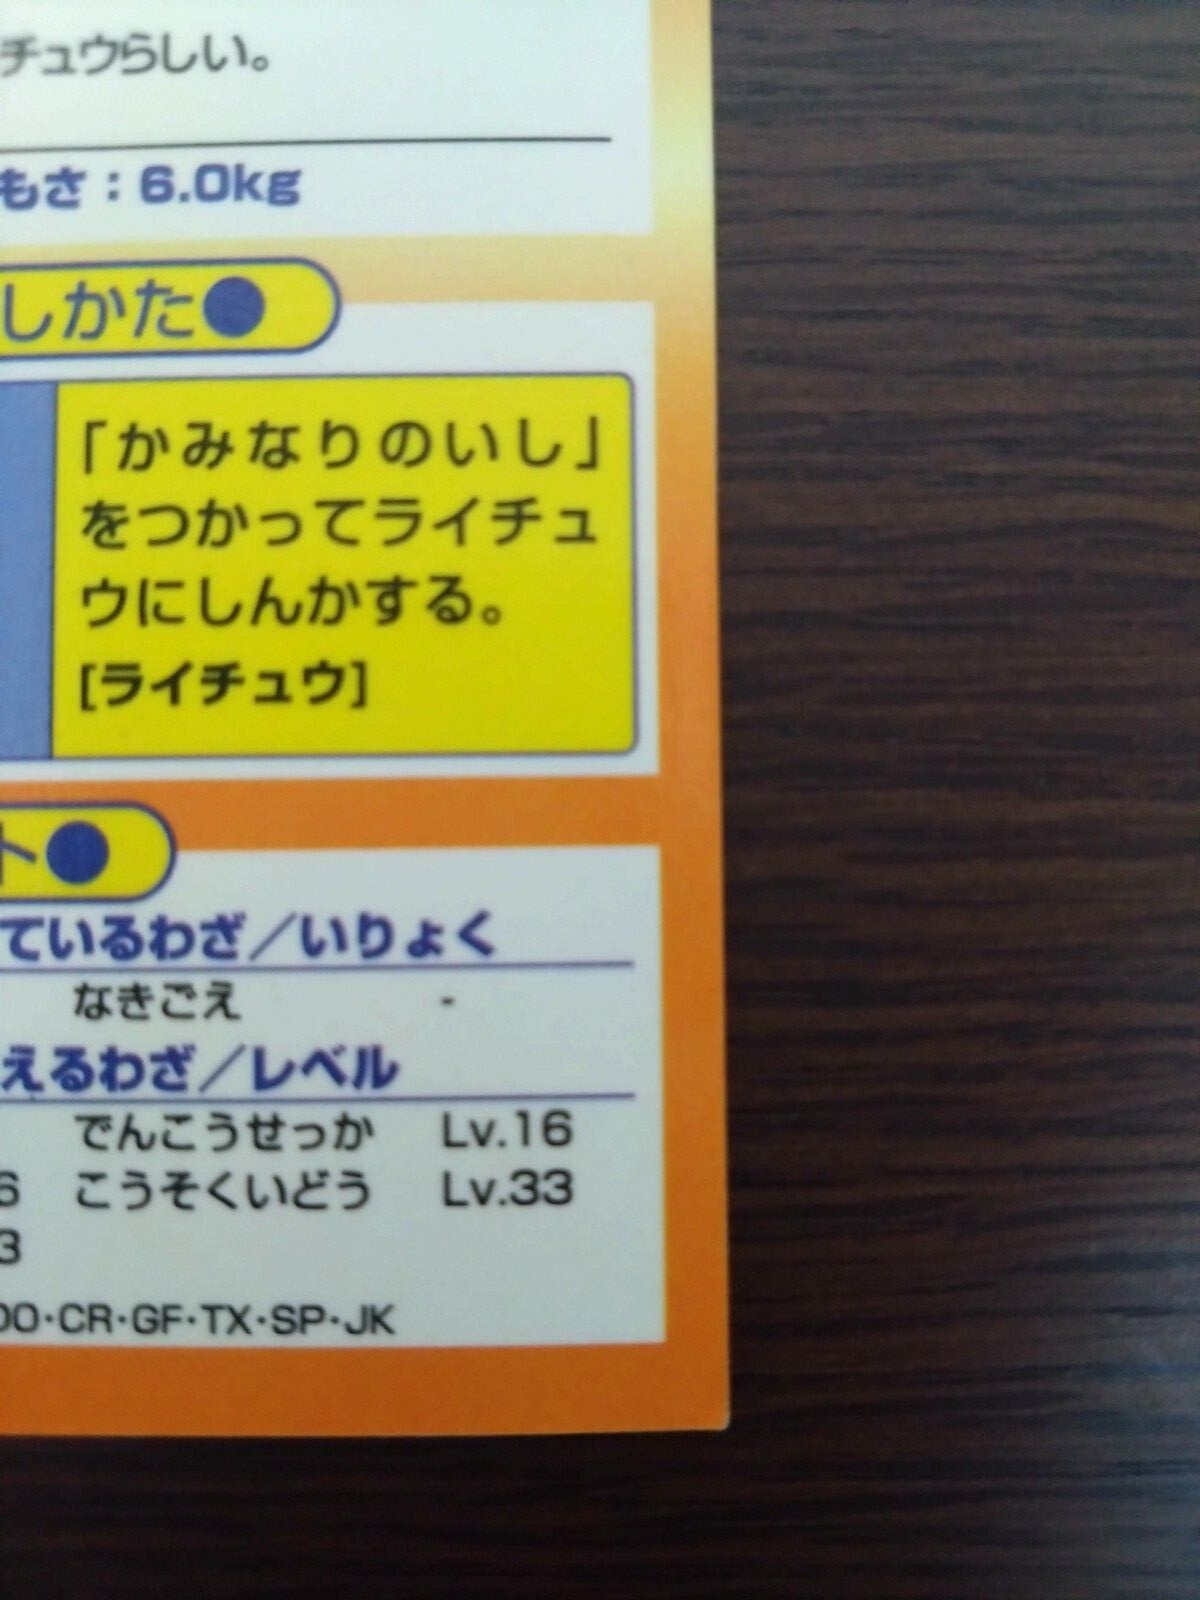 チュウらしい。
もさ：6.0kg
しかた●
「かみなりのいし」
をつかってライチュ
ウにしんかする。
[ライチュウ]
ト●
ているわざ／いりょく
なきごえ -
えるわざ／レベル
でんこうせっか Lv.16
6 こうそくいどう Lv.33
3
DO・CR・GF・TX・SP・JK